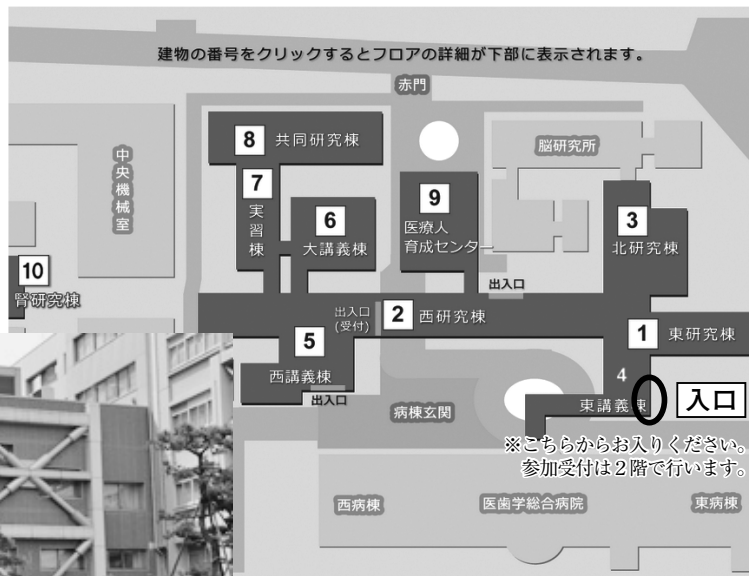 建物の番号をクリックするとフロアの詳細が下部に表示されます。
赤門
8 共同研究棟
中央機械室
脳研究所
7 実習棟
6 大講義棟
9 医療人
育成センター
3 北研究棟
10 腎研究棟
出入口
出入口
(受付)
2 西研究棟
1 東研究棟
5 西講義棟
出入口
4 東講義棟
入口
病棟玄関
※こちらからお入りください。
参加受付は2階で行います。
西病棟
医歯学総合病院
東病棟